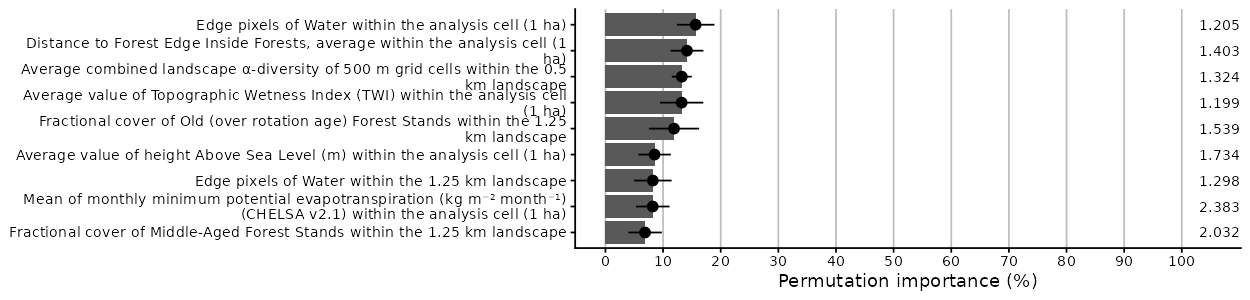 Edge pixels of Water within the analysis cell (1 ha)
1.205
Distance to Forest Edge Inside Forests, average within the analysis cell (1
ha)
1.403
Average combined landscape α-diversity of 500 m grid cells within the 0.5
km landscape
1.324
Average value of Topographic Wetness Index (TWI) within the analysis cell
(1 ha)
1.199
Fractional cover of Old (over rotation age) Forest Stands within the 1.25
km landscape
1.539
Average value of height Above Sea Level (m) within the analysis cell (1 ha)
1.734
Edge pixels of Water within the 1.25 km landscape
1.298
Mean of monthly minimum potential evapotranspiration (kg m⁻² month⁻¹)
(CHELSA v2.1) within the analysis cell (1 ha)
2.383
Fractional cover of Middle-Aged Forest Stands within the 1.25 km landscape
2.032
0 10 20 30 40 50 60 70 80 90 100
Permutation importance (%)